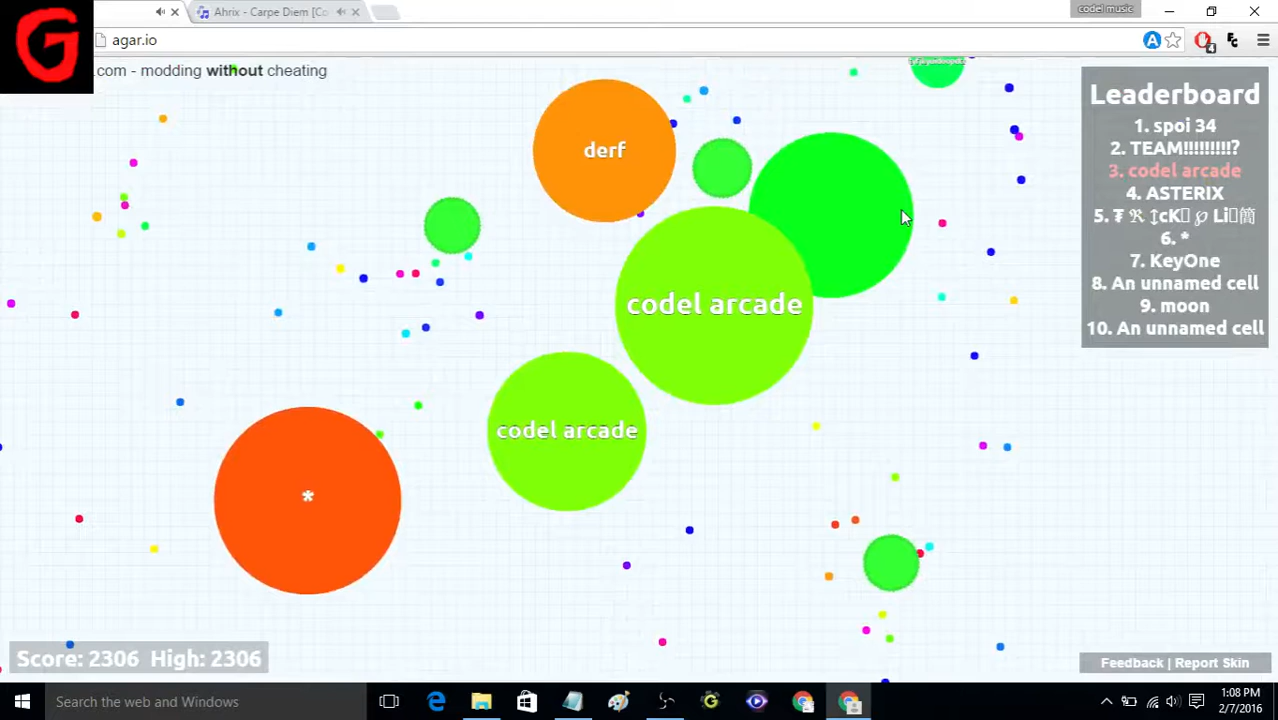 G
Ahrix - Carpe Diem [Co
codel music
agar.io
.com - modding without cheating
derf
codel arcade
codel arcade
*
Leaderboard
1. spoi 34
2. TEAM!!!!!!!!!?
3. codel arcade
4. ASTERIX
6. *
7. KeyOne
8. An unnamed cell
9. moon
10. An unnamed cell
Score: 2306 High: 2306
Feedback | Report Skin
Search the web and Windows
1:08 PM
2/7/2016